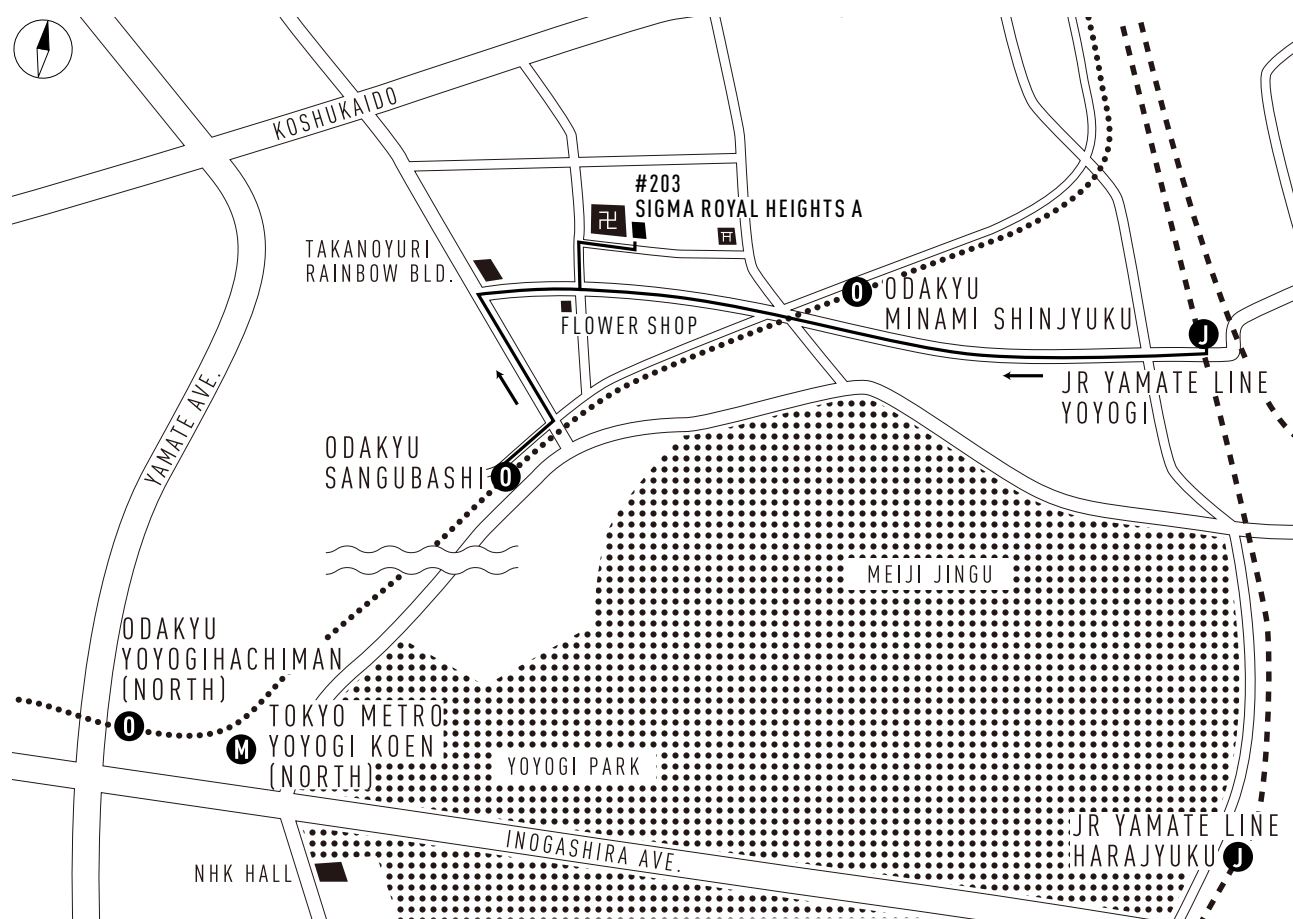 KOSHUKAIDO
#203
SIGMA ROYAL HEIGHTS A
卍
TAKANOYURI
RAINBOW BLD.
O
ODAKYU
MINAMI SHINJYUKU
FLOWER SHOP
J
JR YAMATE LINE
YOYOGI
YAMATE AVE.
ODAKYU
SANGUBASHI
O
MEIJI JINGU
ODAKYU
YOYOGIHACHIMAN
(NORTH)
O
M
TOKYO METRO
YOYOGI KOEN
(NORTH)
YOYOGI PARK
INOGASHIRA AVE.
JR YAMATE LINE
HARAJYUKU
J
NHK HALL